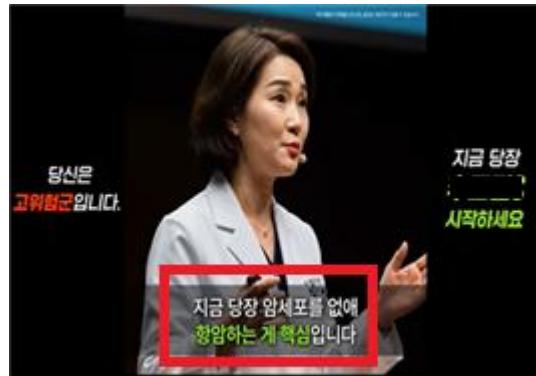 당신은
고위험군입니다.
지금 당장
시작하세요
지금 당장 암세포를 없애
항암하는 게 핵심입니다